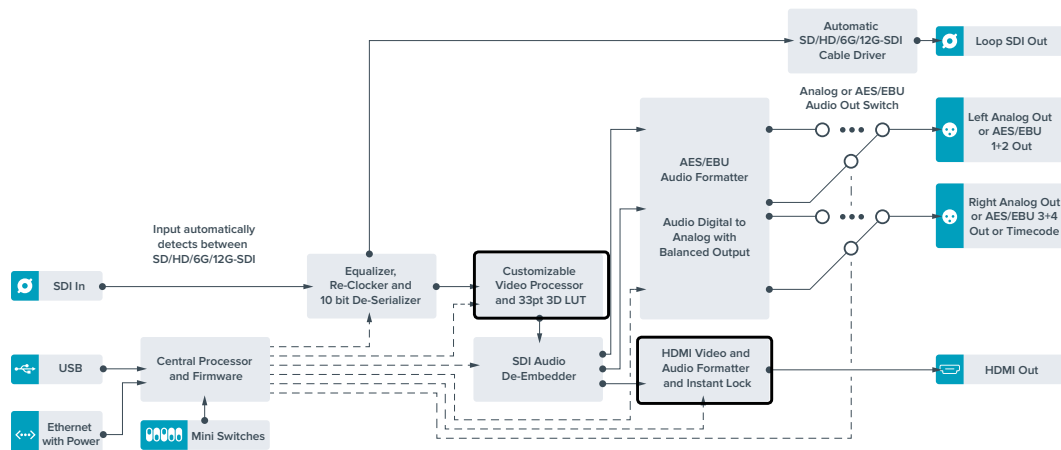 Automatic
SD/HD/6G/12G-SDI
Cable Driver
Loop SDI Out
Analog or AES/EBU
Audio Out Switch
Left Analog Out
or AES/EBU
1+2 Out
AES/EBU
Audio Formatter
Right Analog Out
or AES/EBU 3+4
Out or Timecode
Audio Digital to
Analog with
Balanced Output
Input automatically
detects between
SD/HD/6G/12G-SDI
SDI In
Equalizer,
Re-Clocker and
10 bit De-Serializer
Customizable
Video Processor
and 33pt 3D LUT
USB
Central Processor
and Firmware
SDI Audio
De-Embedder
HDMI Video and
Audio Formatter
and Instant Lock
HDMI Out
Ethernet
with Power
Mini Switches